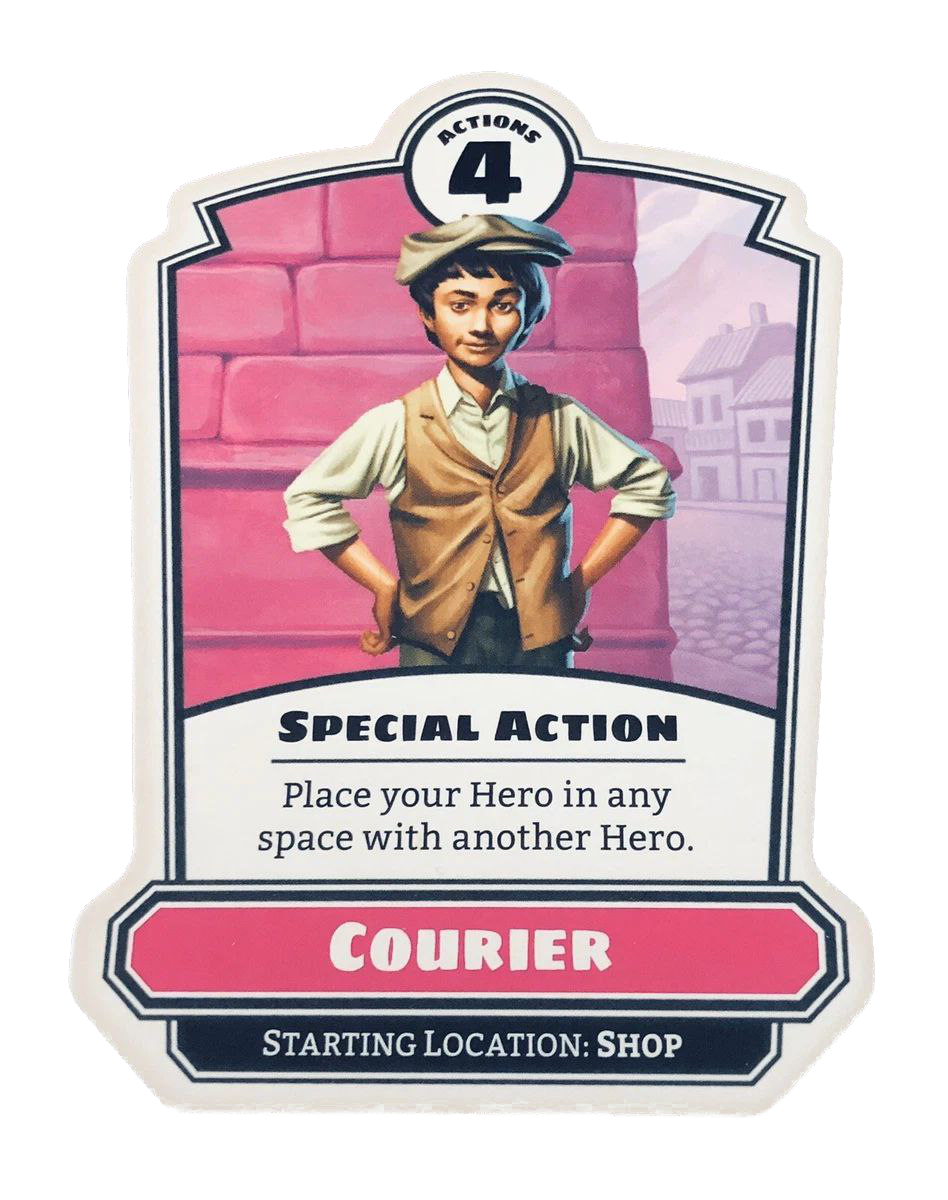 ACTIONS
4
SPECIAL ACTION
Place your Hero in any
space with another Hero.
COURIER
STARTING LOCATION: SHOP